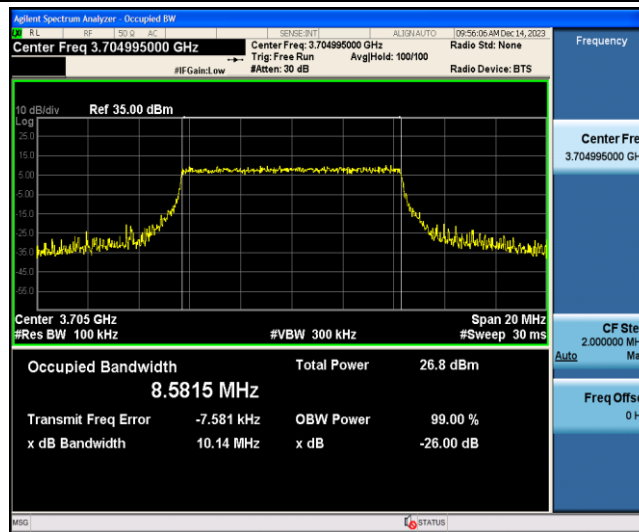 Agilent Spectrum Analyzer - Occupied BW
RL RF 50 Ω AC SENSE:INT ALIGN AUTO 09:56:06 AM Dec 14, 2023
Center Freq 3.704995000 GHz
Center Freq: 3.704995000 GHz
Radio Std: None
Trig: Free Run Avg|Hold: 100/100
#IFGain:Low #Atten: 30 dB Radio Device: BTS
10 dB/div Ref 35.00 dBm
Log
25.0
15.0
5.00
-5.00
-15.0
-25.0
-35.0
-45.0
-55.0
Center 3.705 GHz Span 20 MHz
#Res BW 100 kHz #VBW 300 kHz #Sweep 30 ms
Occupied Bandwidth Total Power 26.8 dBm
8.5815 MHz
Transmit Freq Error -7.581 kHz OBW Power 99.00 %
x dB Bandwidth 10.14 MHz x dB -26.00 dB
MSG STATUS
Frequency
Center Fre
3.704995000 GH
CF Ste
2.000000 MH
Auto Ma
Freq Offse
0 H